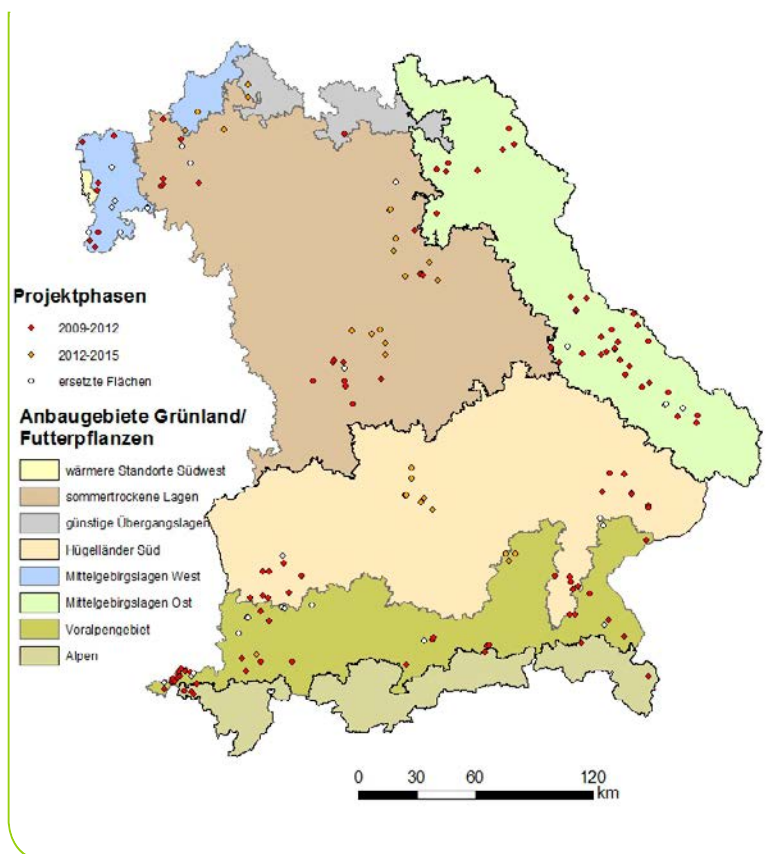 Projektphasen
2009-2012
2012-2015
ersetzte Flächen
Anbaugebiete Grünland/
Futterpflanzen
wärmere Standorte Südwest
sommertrockene Lagen
günstige Übergangslagen
Hügelländer Süd
Mittelgebirgslagen West
Mittelgebirgslagen Ost
Voralpengebiet
Alpen
0 30 60 120
km